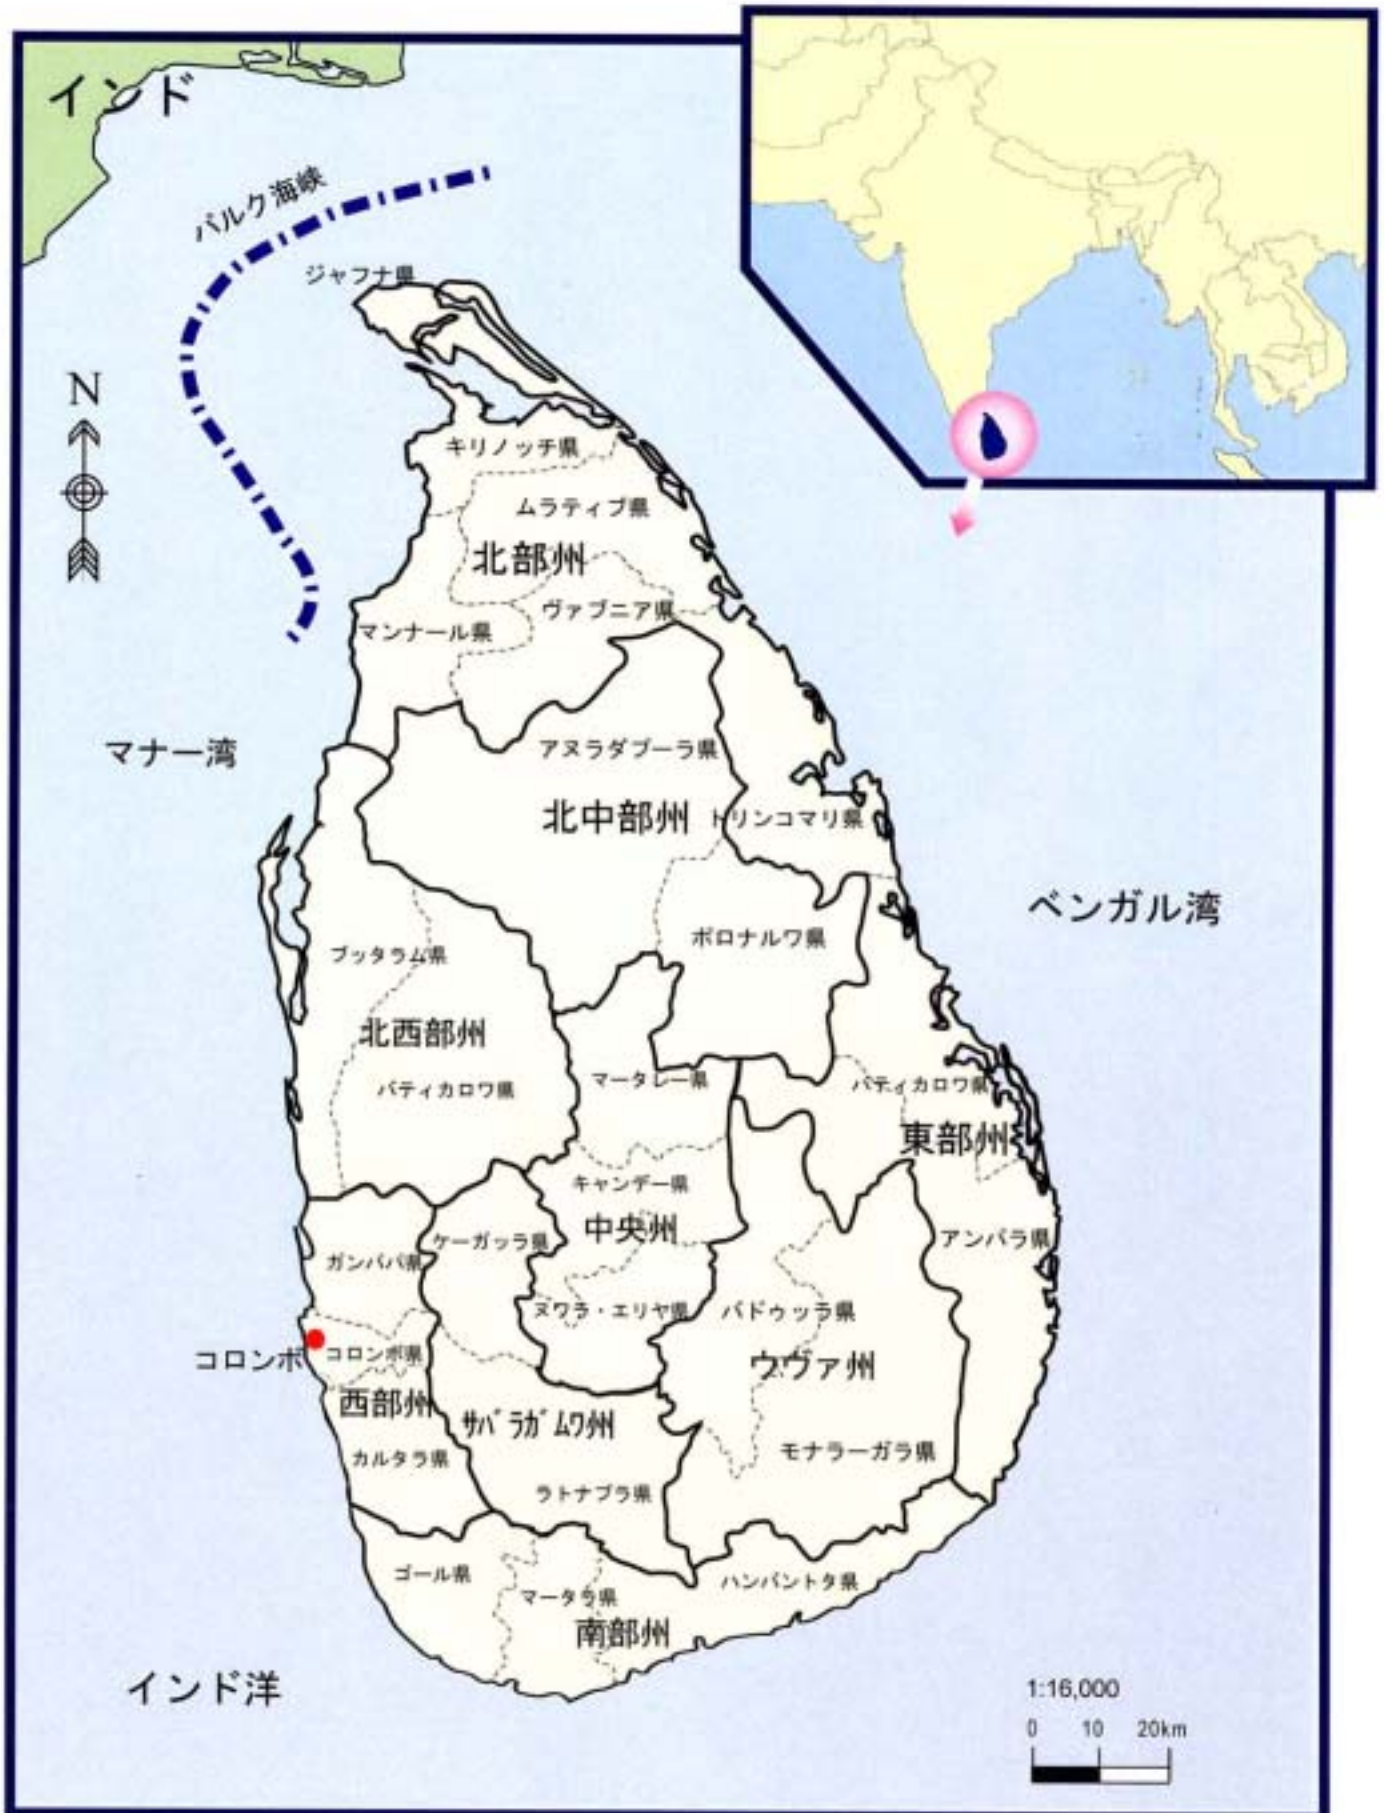 インド
パルク海峡
ジャフナ県
N
キリノッチ県
ムラティブ県
北部州
ヴァブニア県
マンナール県
マナー湾
アヌラダプーラ県
北中部州
トリンコマリ県
ベンガル湾
ポロナルワ県
プッタラム県
北西部州
マータレー県
バティカロワ県
バティカロワ県
東部州
キャンデー県
中央州
ケーガッラ県
アンパラ県
ガンパパ県
ヌワラ・エリヤ県
バドゥッラ県
コロンボ
コロンボ県
ウヴァ州
西部州
サバラガムワ州
モナラーガラ県
カルタラ県
ラトナプラ県
ゴール県
ハンバントタ県
マータラ県
南部州
インド洋
1:16,000
0 10 20km